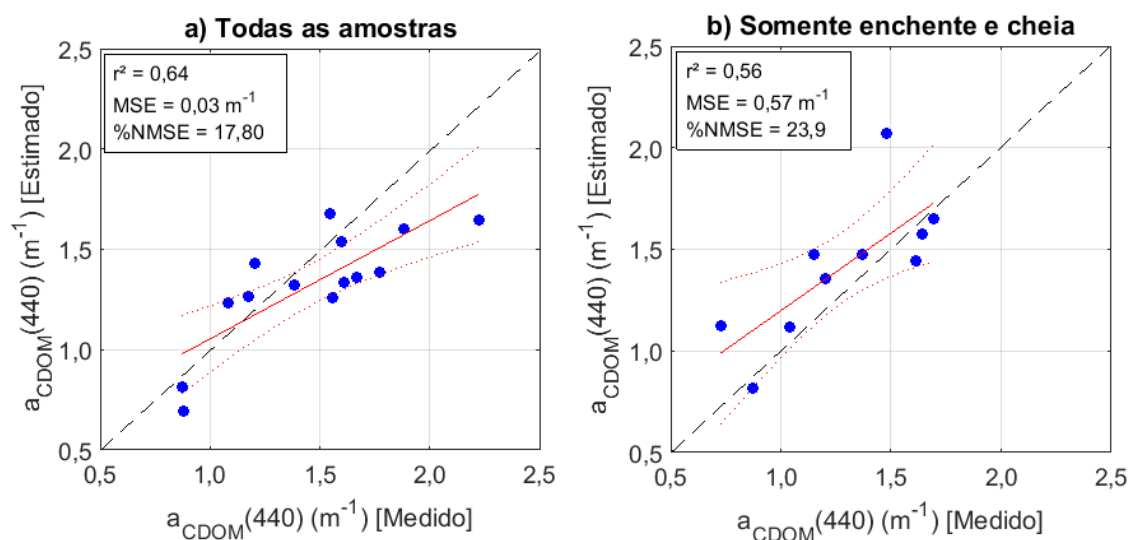 a) Todas as amostras
r² = 0,64
MSE = 0,03 m⁻¹
%NMSE = 17,80
a_CDOM(440) (m⁻¹) [Estimado]
2,5
2,0
1,5
1,0
0,5
0,5 1,0 1,5 2,0 2,5
a_CDOM(440) (m⁻¹) [Medido]
b) Somente enchente e cheia
r² = 0,56
MSE = 0,57 m⁻¹
%NMSE = 23,9
a_CDOM(440) (m⁻¹) [Estimado]
2,5
2,0
1,5
1,0
0,5
0,5 1,0 1,5 2,0 2,5
a_CDOM(440) (m⁻¹) [Medido]